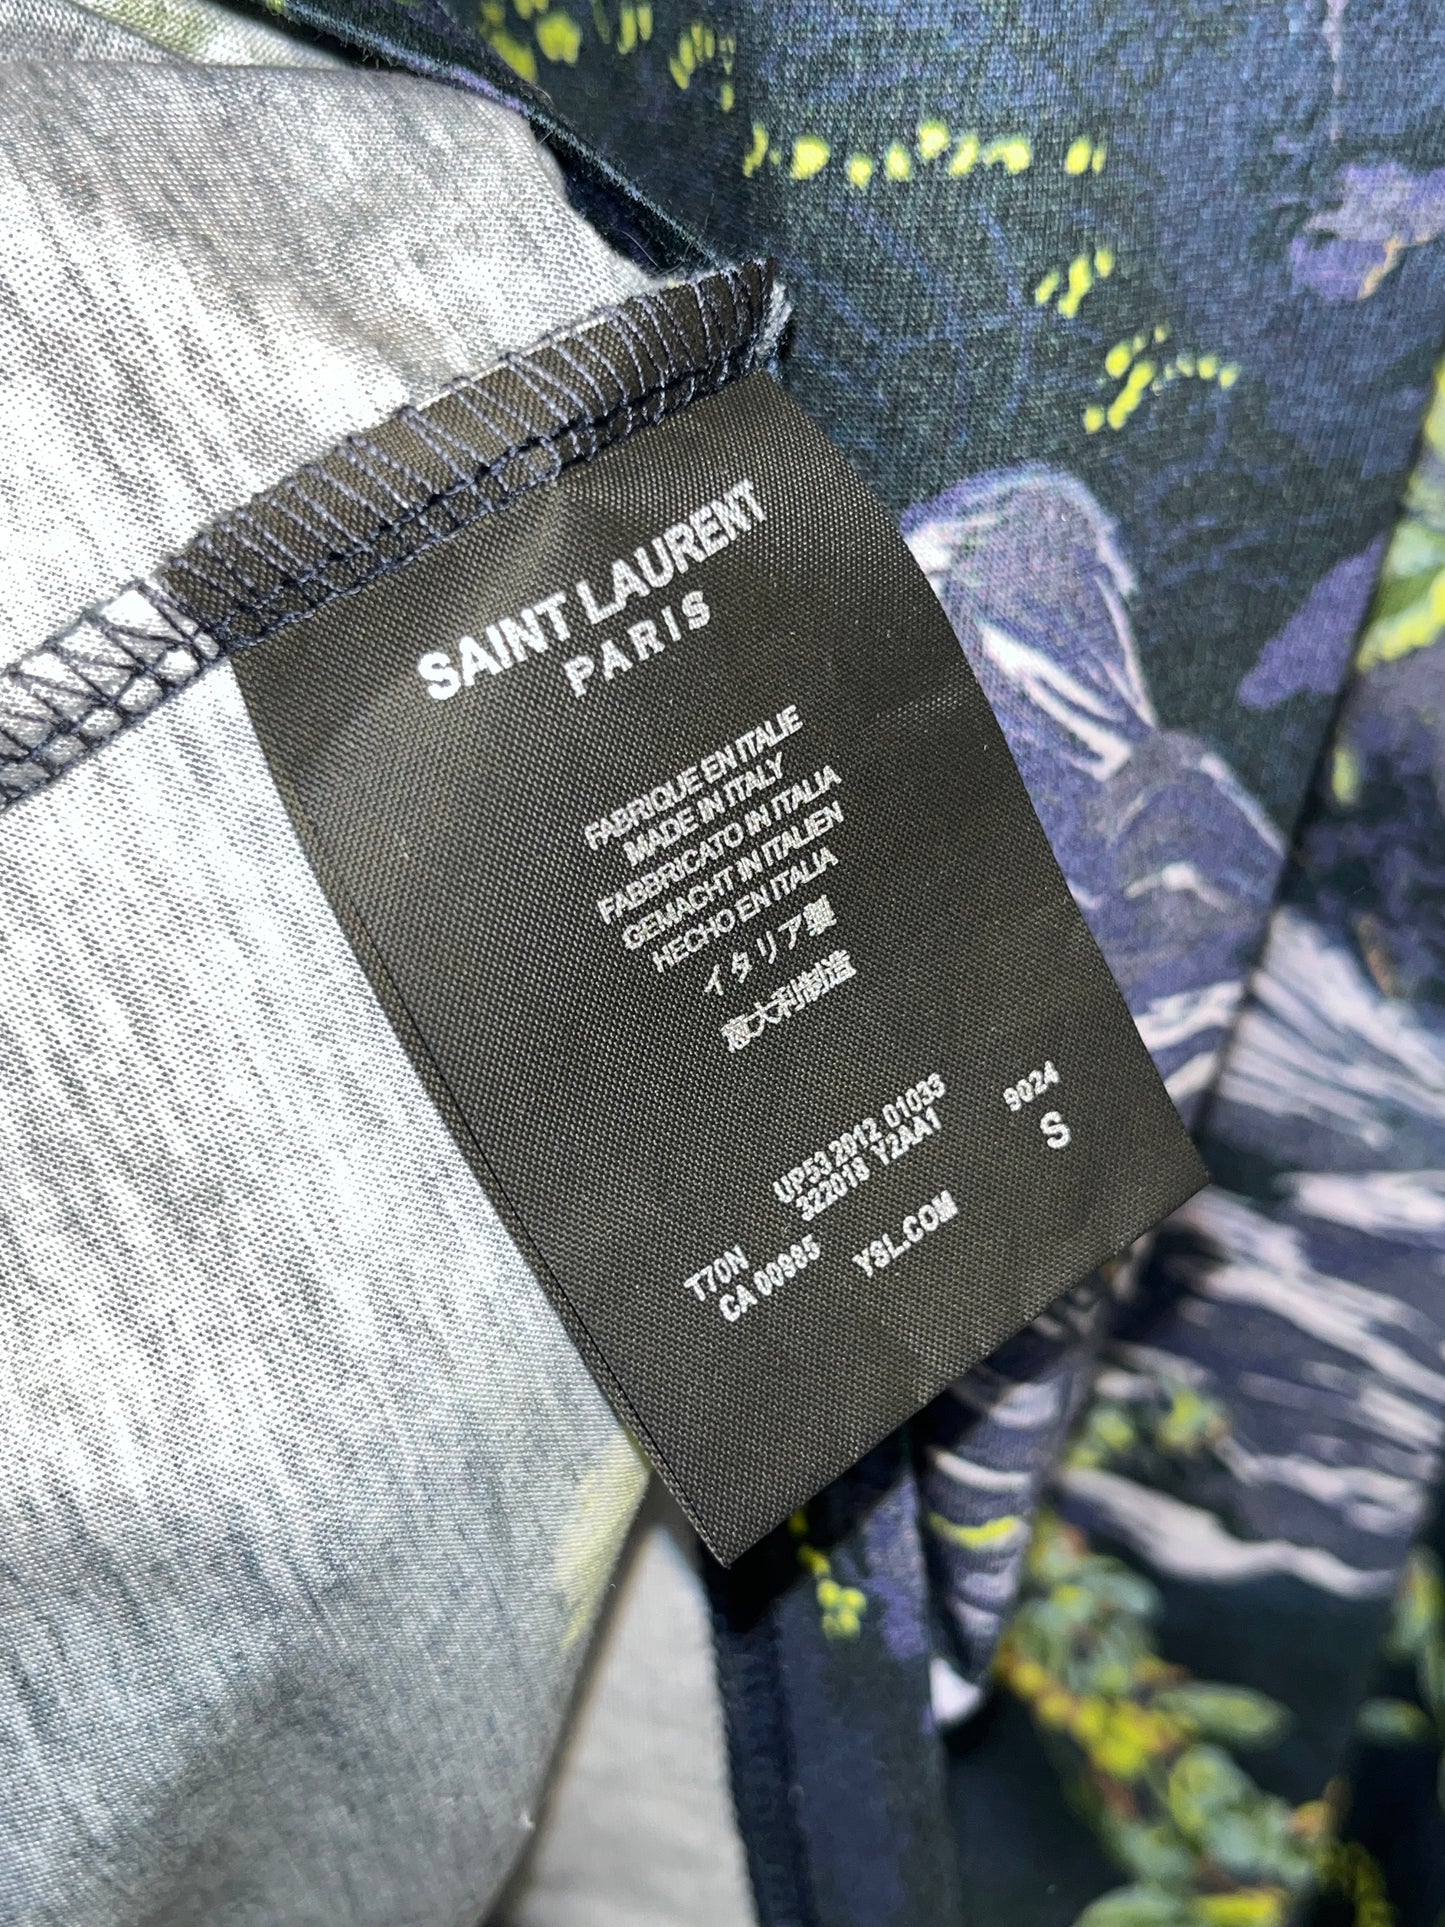 SAINT LAURENT
PARIS
FABRIQUE EN ITALIE
MADE IN ITALY
FABBRICATO IN ITALIA
GEMACHT IN ITALIEN
HECHO EN ITALIA
イタリア製
意大利制造
UP53 2012 01033 9024
322018 Y2AA1 S
T70N
CA 00985 YSL.COM